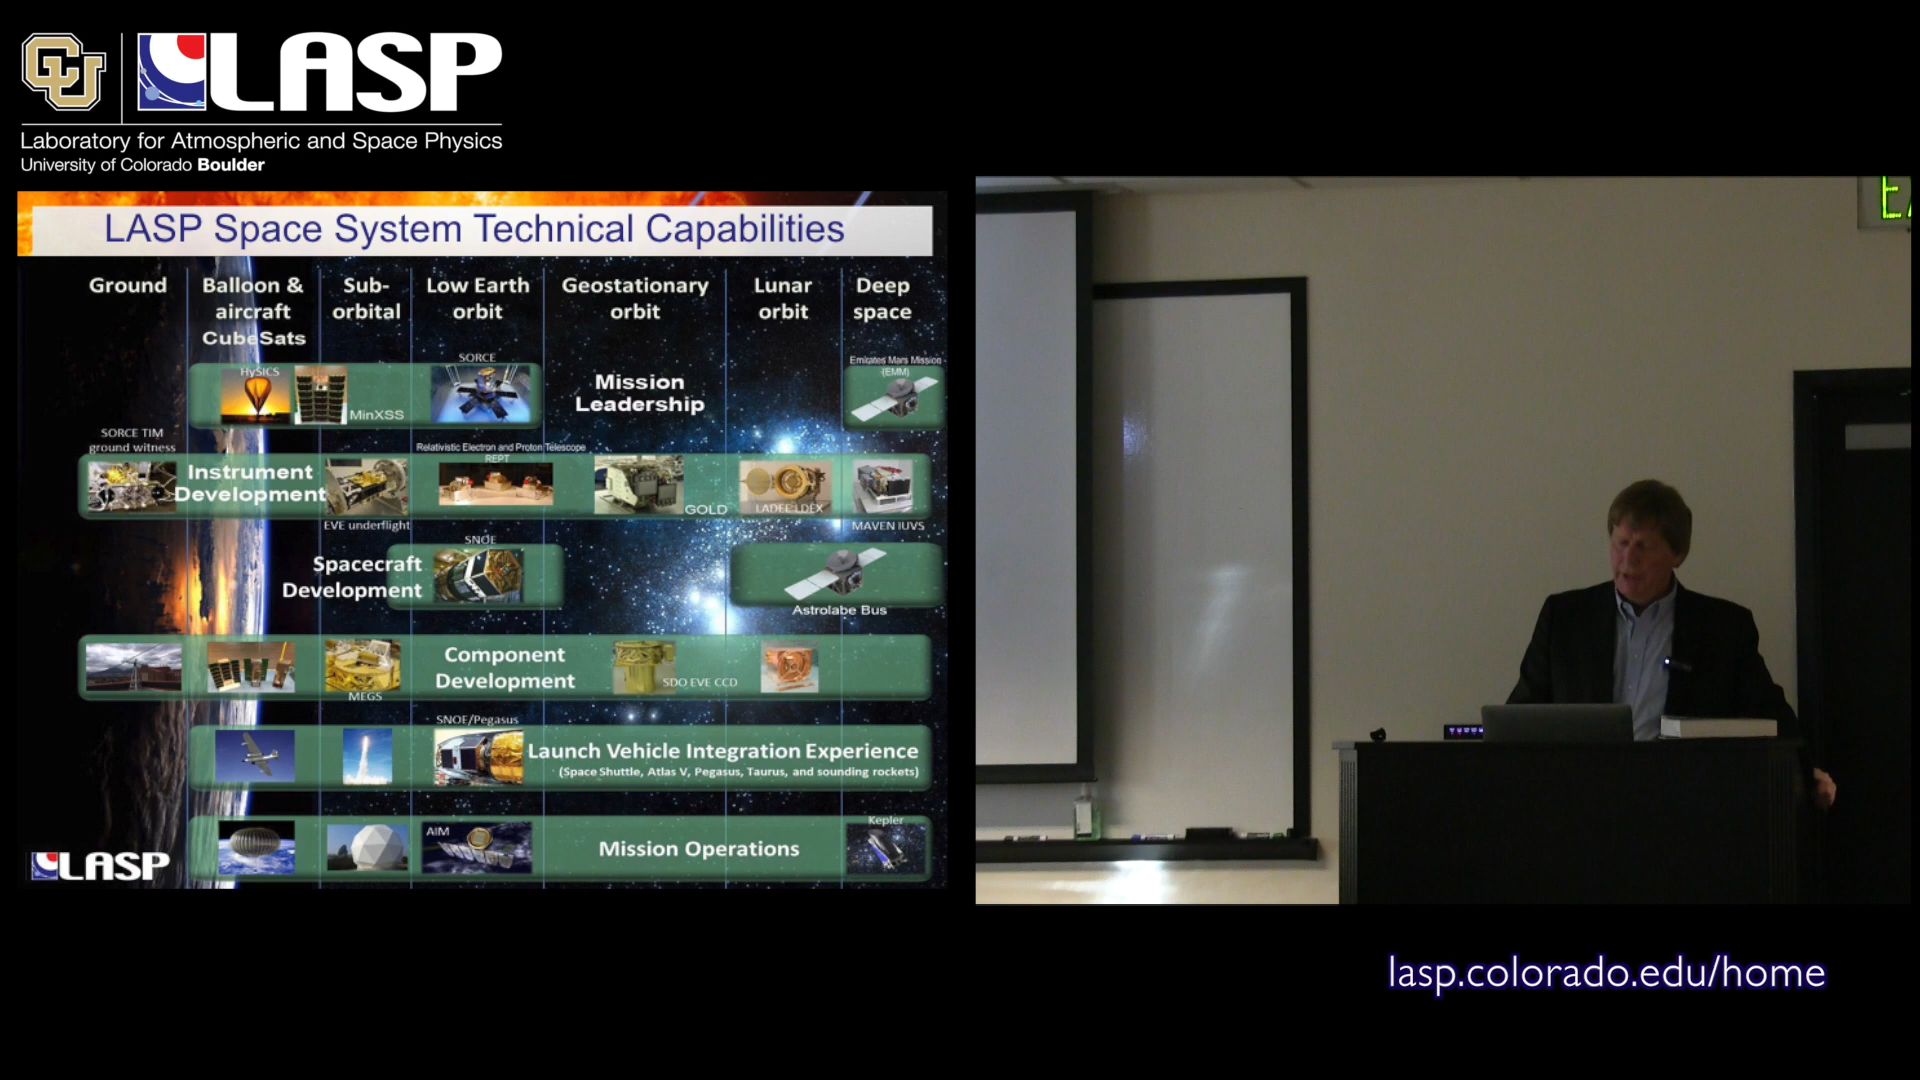 CU LASP
Laboratory for Atmospheric and Space Physics
University of Colorado Boulder
LASP Space System Technical Capabilities
Ground
Balloon &
aircraft
CubeSats
Sub-
orbital
Low Earth
orbit
Geostationary
orbit
Lunar
orbit
Deep
space
HySICS
MinXSS
SORCE
Mission
Leadership
Emirates Mars Mission
(EMM)
SORCE TIM
ground witness
Instrument
Development
EVE underflight
Relativistic Electron and Proton Telescope
REPT
GOLD
LADEE LDEX
MAVEN IUVS
SNOE
Spacecraft
Development
Astrolabe Bus
MEGS
Component
Development
SDO EVE CCD
SNOE/Pegasus
Launch Vehicle Integration Experience
(Space Shuttle, Atlas V, Pegasus, Taurus, and sounding rockets)
AIM
Mission Operations
Kepler
LASP
lasp.colorado.edu/home